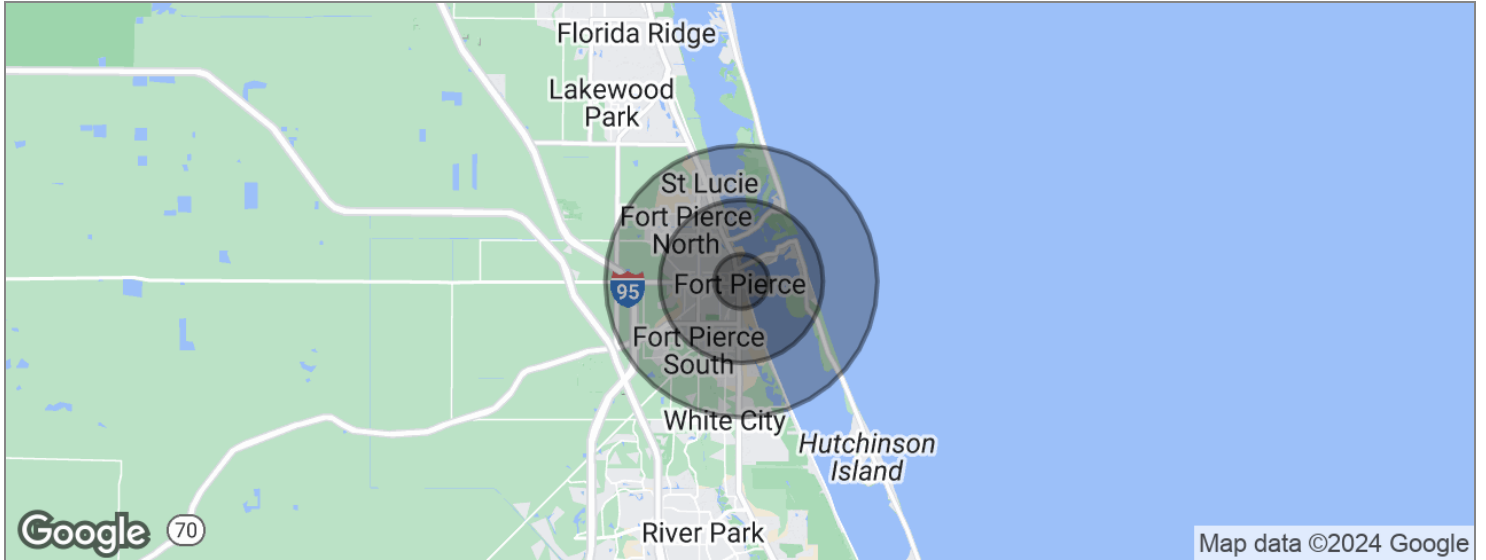 Florida Ridge
Lakewood
Park
St Lucie
Fort Pierce
North
Fort Pierce
95
Fort Pierce
South
White City
Hutchinson
Island
River Park
Google
70
Map data ©2024 Google